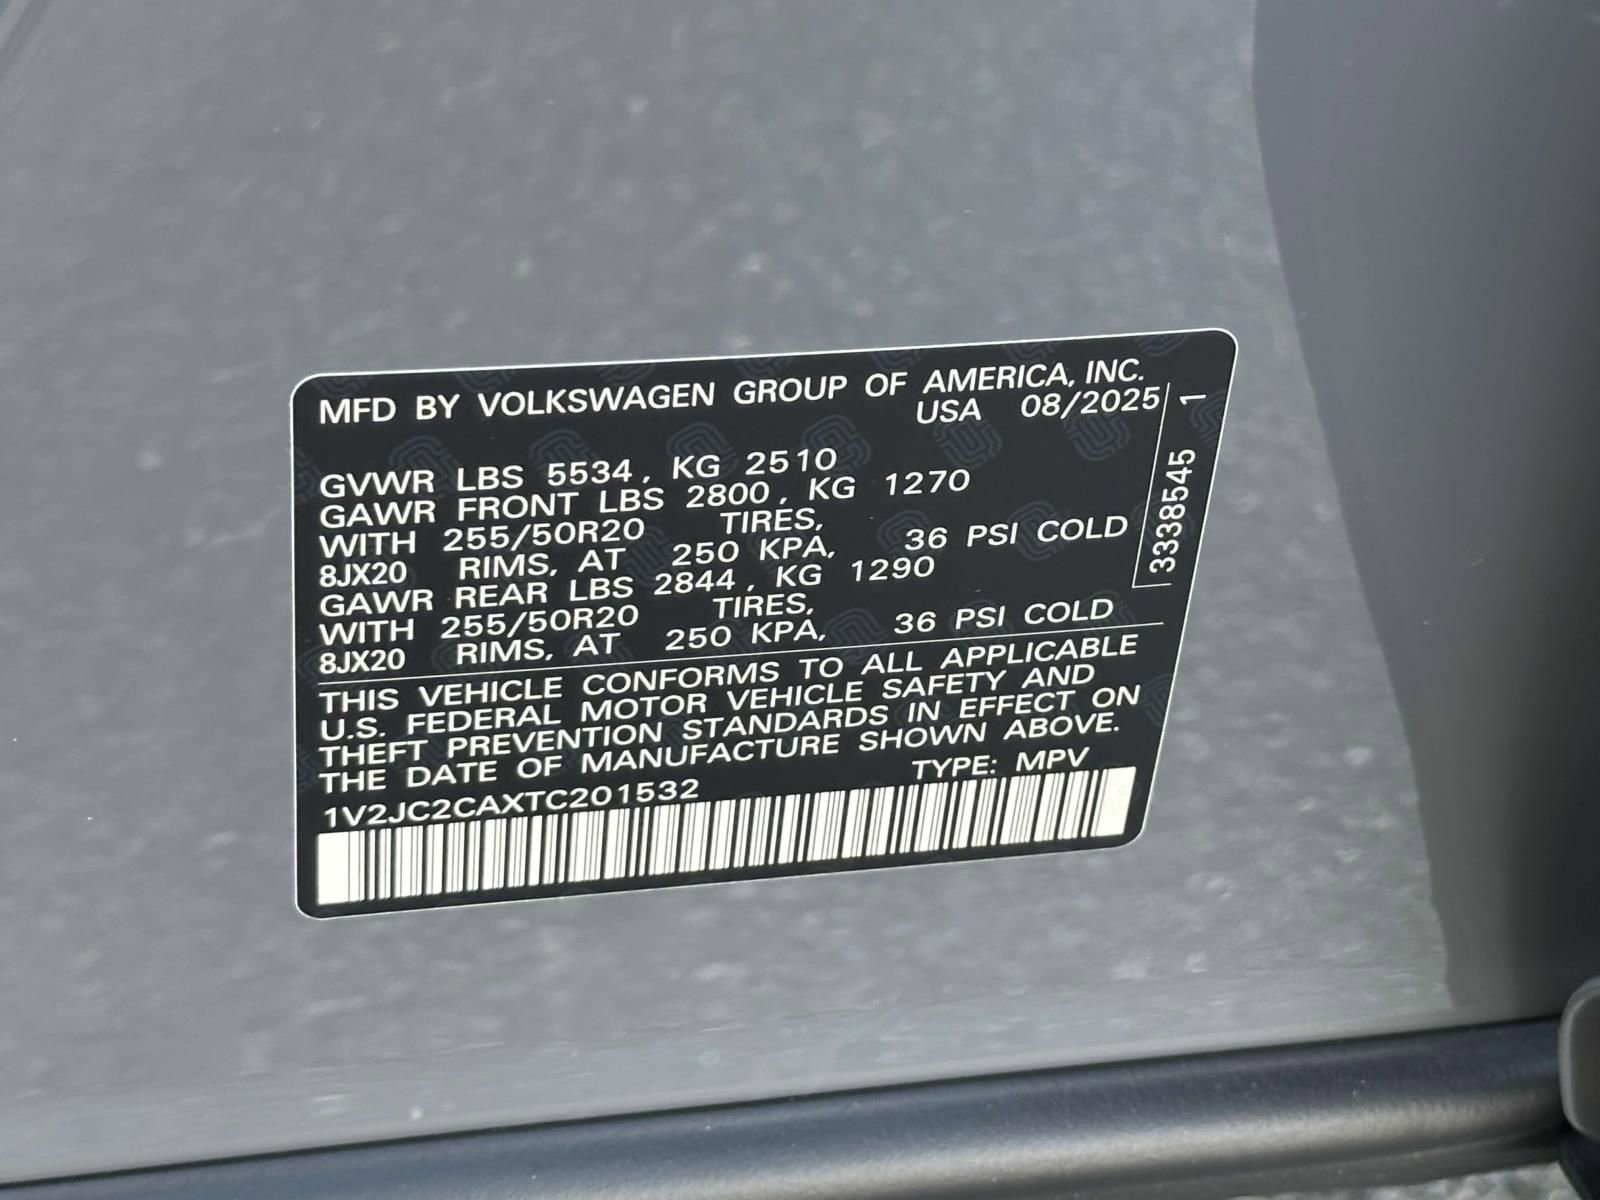 MFD BY VOLKSWAGEN GROUP OF AMERICA, INC.
USA 08/2025
GVWR LBS 5534, KG 2510
GAWR FRONT LBS 2800, KG 1270
WITH 255/50R20 TIRES,
8JX20 RIMS, AT 250 KPA, 36 PSI COLD
GAWR REAR LBS 2844, KG 1290
WITH 255/50R20 TIRES,
8JX20 RIMS, AT 250 KPA, 36 PSI COLD
3338545 1
THIS VEHICLE CONFORMS TO ALL APPLICABLE
U.S. FEDERAL MOTOR VEHICLE SAFETY AND
THEFT PREVENTION STANDARDS IN EFFECT ON
THE DATE OF MANUFACTURE SHOWN ABOVE.
1V2JC2CAXTC201532 TYPE: MPV